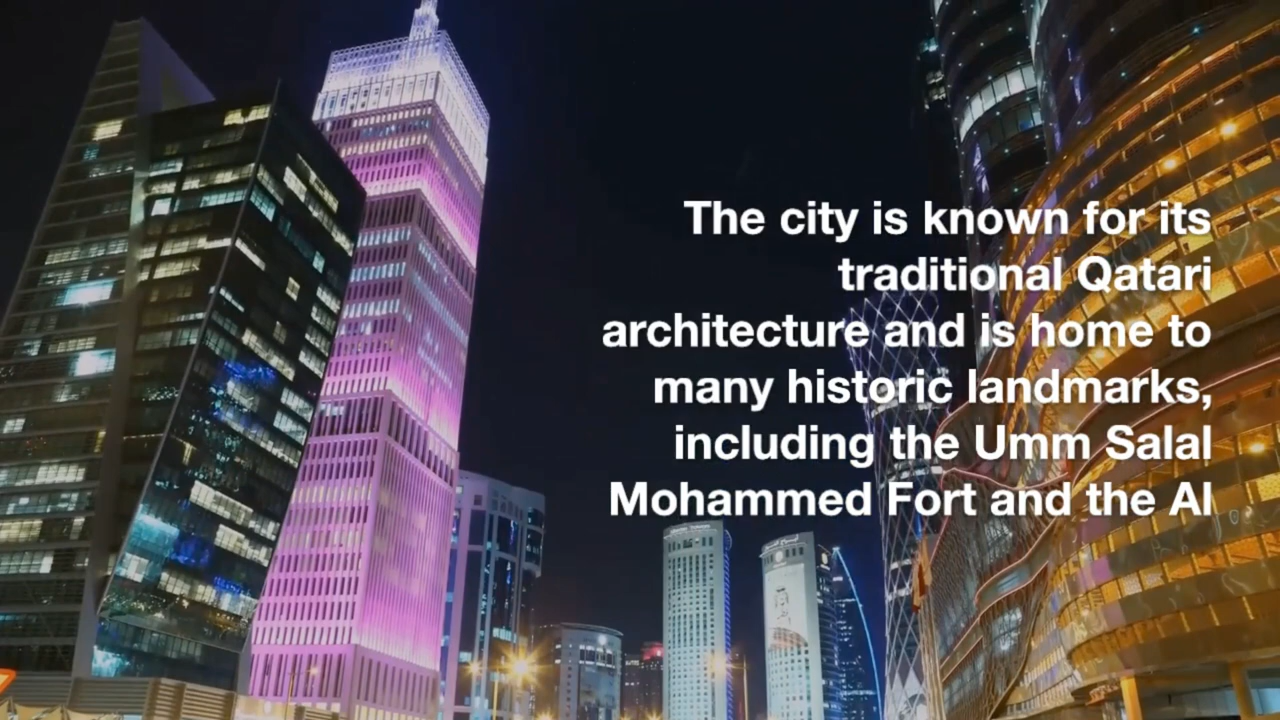 The city is known for its
traditional Qatari
architecture and is home to
many historic landmarks,
including the Umm Salal
Mohammed Fort and the Al